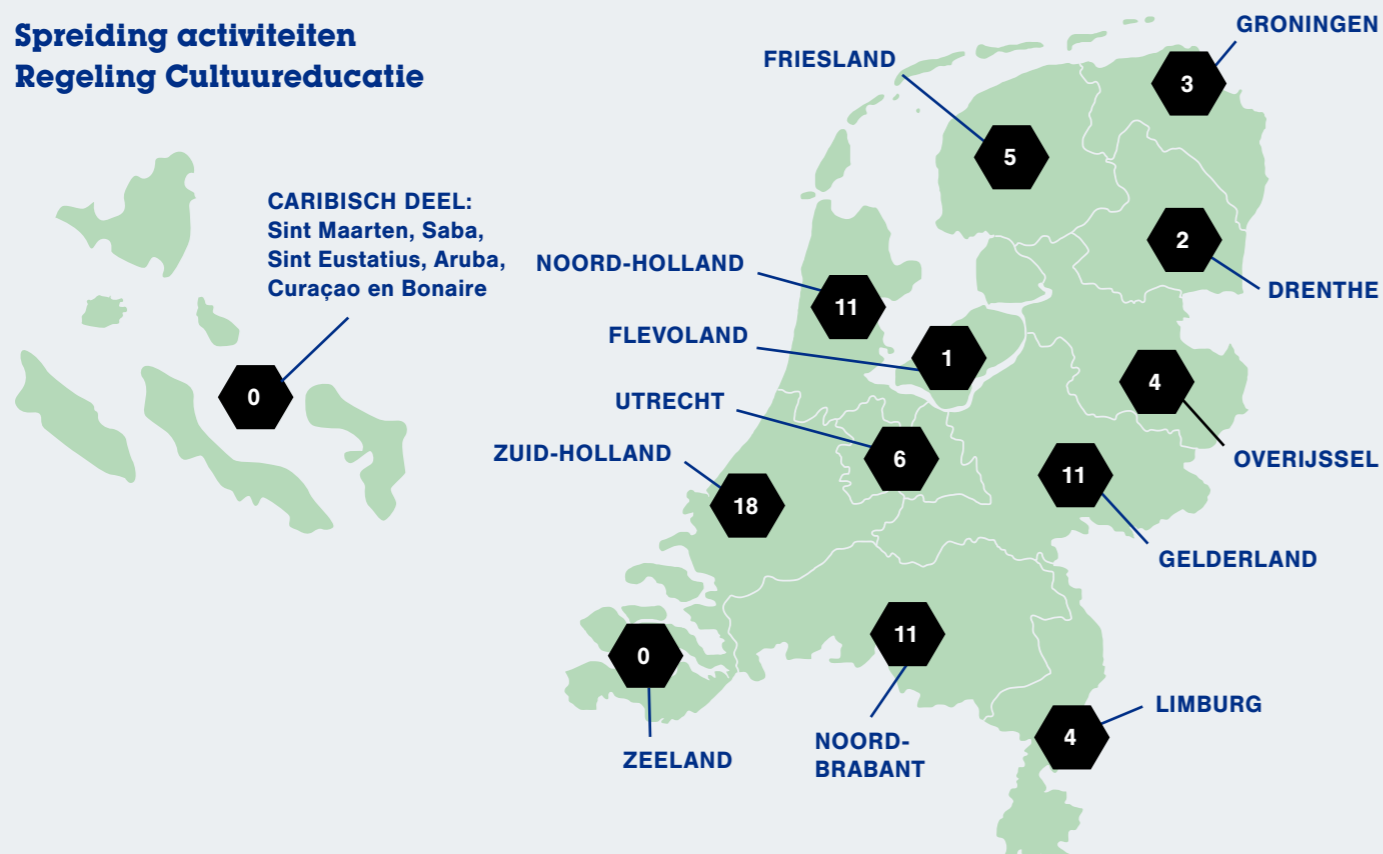 Spreiding activiteiten
Regeling Cultuureducatie
CARIBISCH DEEL:
Sint Maarten, Saba,
Sint Eustatius, Aruba,
Curaçao en Bonaire
0
GRONINGEN
3
FRIESLAND
5
2
DRENTHE
NOORD-HOLLAND
11
FLEVOLAND
1
4
OVERIJSSEL
UTRECHT
6
ZUID-HOLLAND
18
11
GELDERLAND
0
ZEELAND
11
NOORD-
BRABANT
LIMBURG
4